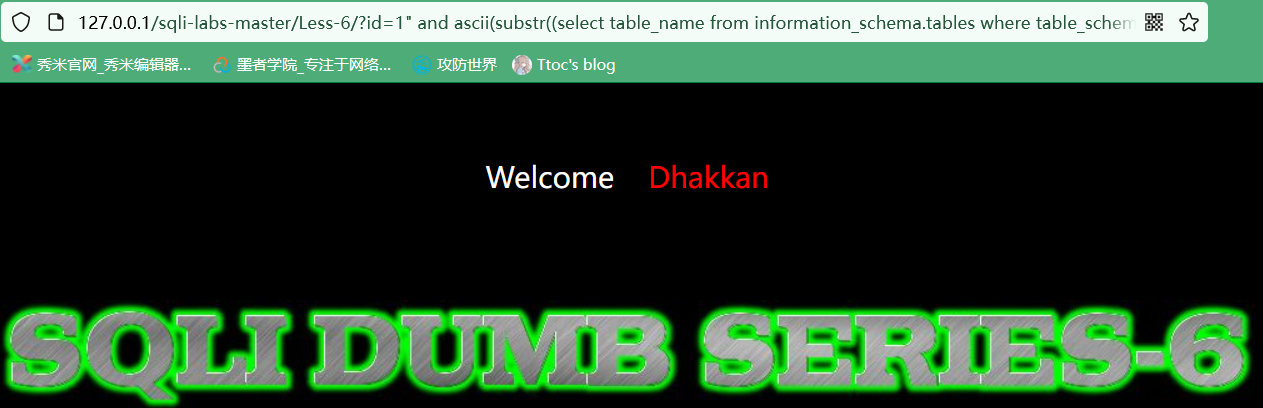 127.0.0.1/sqli-labs-master/Less-6/?id=1" and ascii(substr((select table_name from information_schema.tables where table_schem
秀米官网_秀米编辑器... 墨者学院_专注于网络... 攻防世界 Ttoc's blog
Welcome Dhakkan
SQLI DUMB SERIES-6